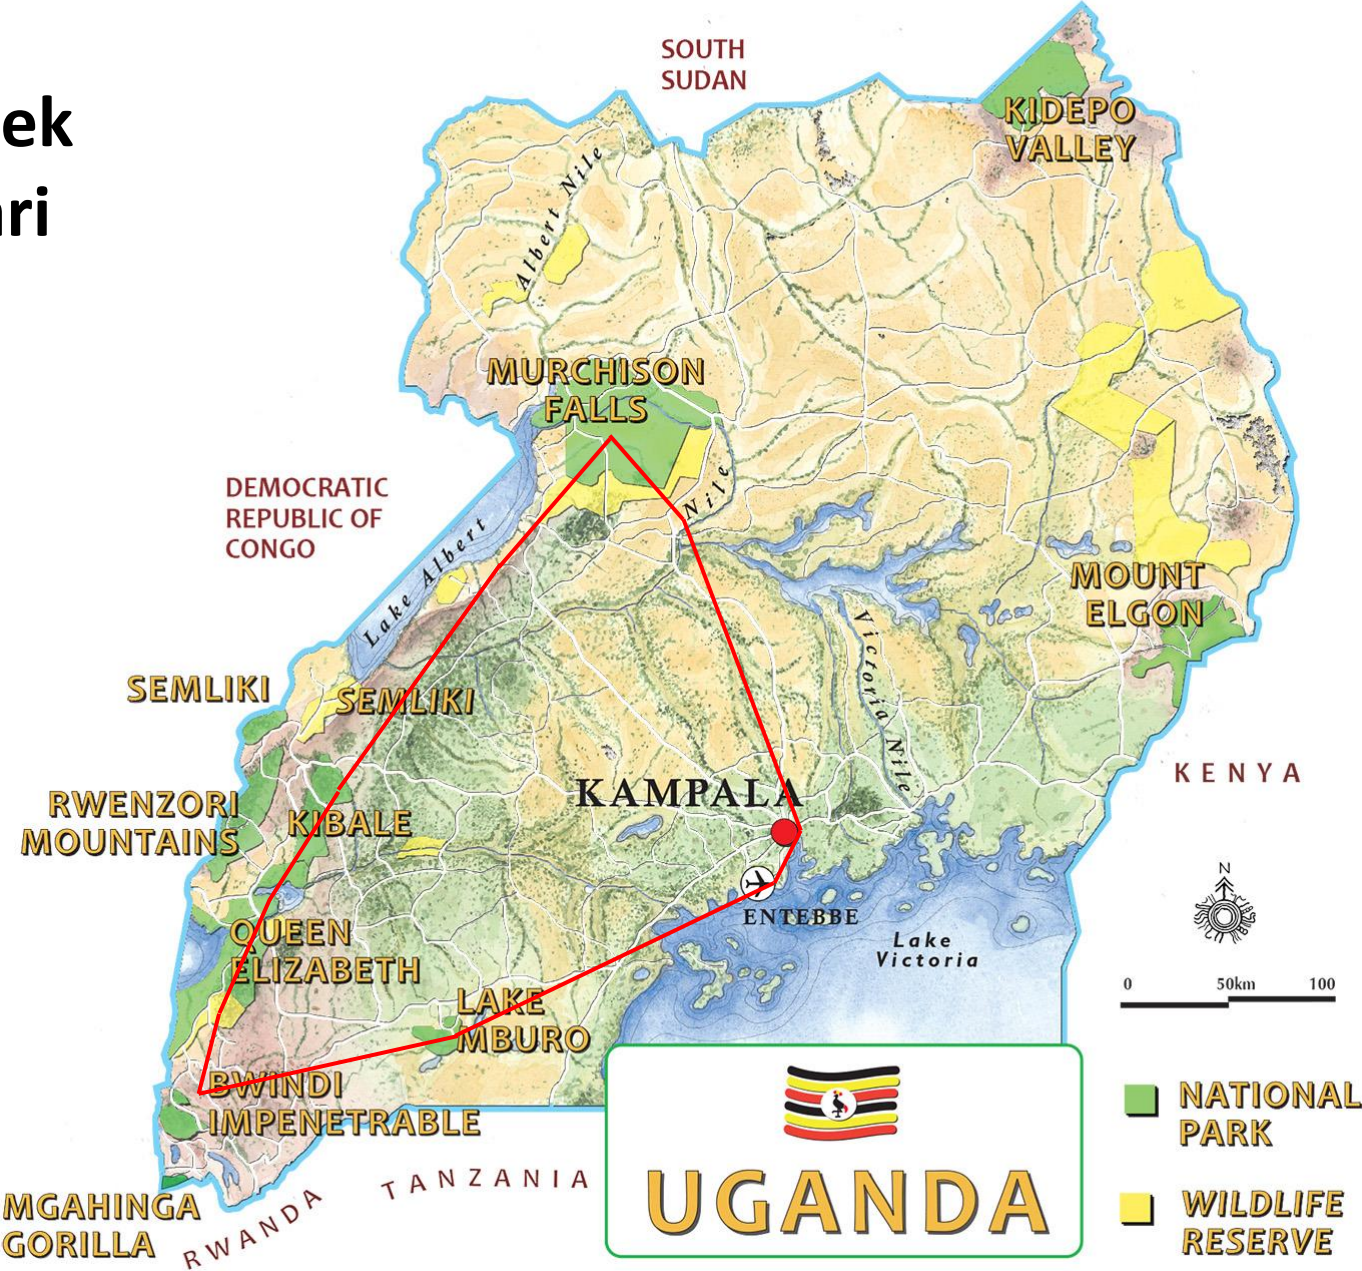 ek
ari
SOUTH
SUDAN
KIDEPO
VALLEY
Albert Nile
MURCHISON
FALLS
DEMOCRATIC
REPUBLIC OF
CONGO
Nile
Lake Albert
MOUNT
ELGON
Victoria Nile
SEMLIKI
SEMLIKI
KENYA
KAMPALA
RWENZORI
MOUNTAINS
KIBALE
N
ENTEBBE
QUEEN
ELIZABETH
Lake
Victoria
0 50km 100
LAKE
MBURO
BWINDI
IMPENETRABLE
NATIONAL
PARK
TANZANIA
UGANDA
MGAHINGA
GORILLA
RWANDA
WILDLIFE
RESERVE